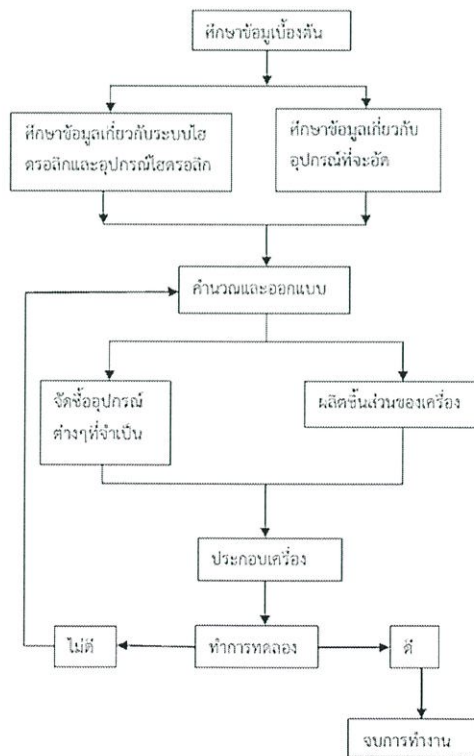 ศึกษาข้อมูเบื้องต้น
ศึกษาข้อมูลเกี่ยวกับระบบไฮ
ดรอลิกและอุปกรณ์ไฮดรอลิก
ศึกษาข้อมูลเกี่ยวกับ
อุปกรณ์ที่จะอัด
คำนวณและออกแบบ
จัดซื้ออุปกรณ์
ต่างๆที่จำเป็น
ผลิตชิ้นส่วนของเครื่อง
ประกอบเครื่อง
ไม่ดี
ทำการทดลอง
ดี
จบการทำงาน